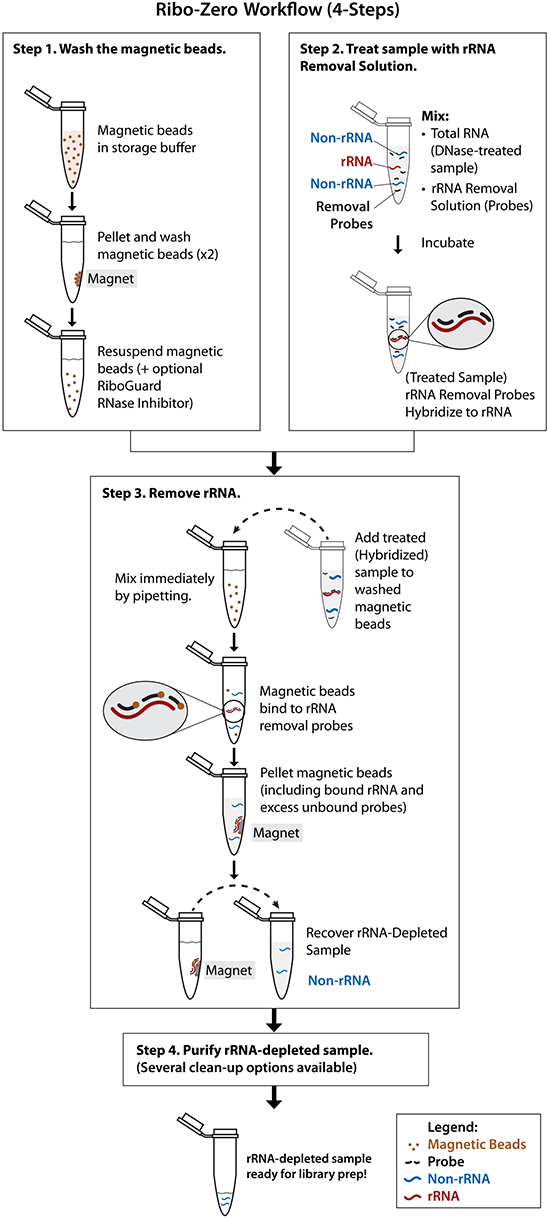 Ribo-Zero Workflow (4-Steps)
Step 1. Wash the magnetic beads.
Magnetic beads
in storage buffer
Pellet and wash
magnetic beads (x2)
Magnet
Resuspend magnetic
beads (+ optional
RiboGuard
RNase Inhibitor)
Step 2. Treat sample with rRNA
Removal Solution.
Non-rRNA
rRNA
Non-rRNA
Removal
Probes
Mix:
• Total RNA
(DNase-treated
sample)
• rRNA Removal
Solution (Probes)
Incubate
(Treated Sample)
rRNA Removal Probes
Hybridize to rRNA
Step 3. Remove rRNA.
Mix immediately
by pipetting.
Add treated
(Hybridized)
sample to
washed
magnetic
beads
Magnetic beads
bind to rRNA
removal probes
Pellet magnetic beads
(including bound rRNA and
excess unbound probes)
Magnet
Magnet
Recover rRNA-Depleted
Sample
Non-rRNA
Step 4. Purify rRNA-depleted sample.
(Several clean-up options available)
rRNA-depleted sample
ready for library prep!
Legend:
Magnetic Beads
Probe
Non-rRNA
rRNA